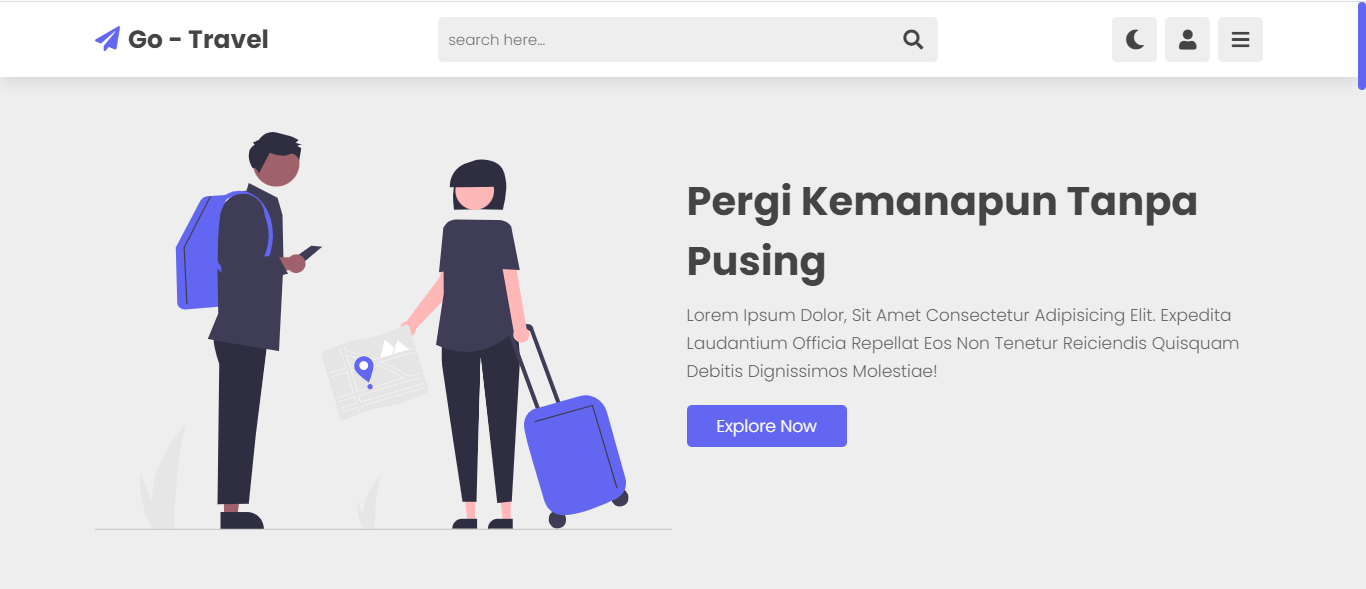 Go - Travel
search here...
Pergi Kemanapun Tanpa
Pusing
Lorem Ipsum Dolor, Sit Amet Consectetur Adipisicing Elit. Expedita
Laudantium Officia Repellat Eos Non Tenetur Reiciendis Quisquam
Debitis Dignissimos Molestiae!
Explore Now